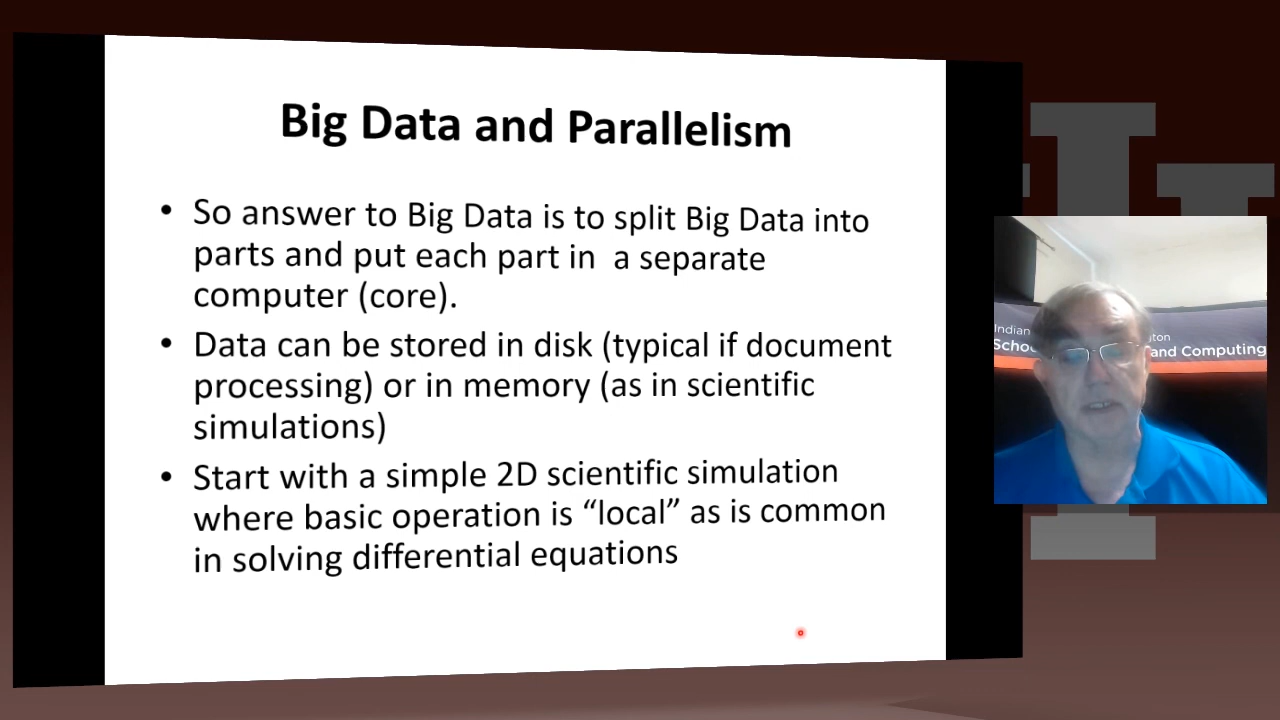 Big Data and Parallelism
• So answer to Big Data is to split Big Data into
parts and put each part in a separate
computer (core).
• Data can be stored in disk (typical if document
processing) or in memory (as in scientific
simulations)
• Start with a simple 2D scientific simulation
where basic operation is “local” as is common
in solving differential equations
and Computing